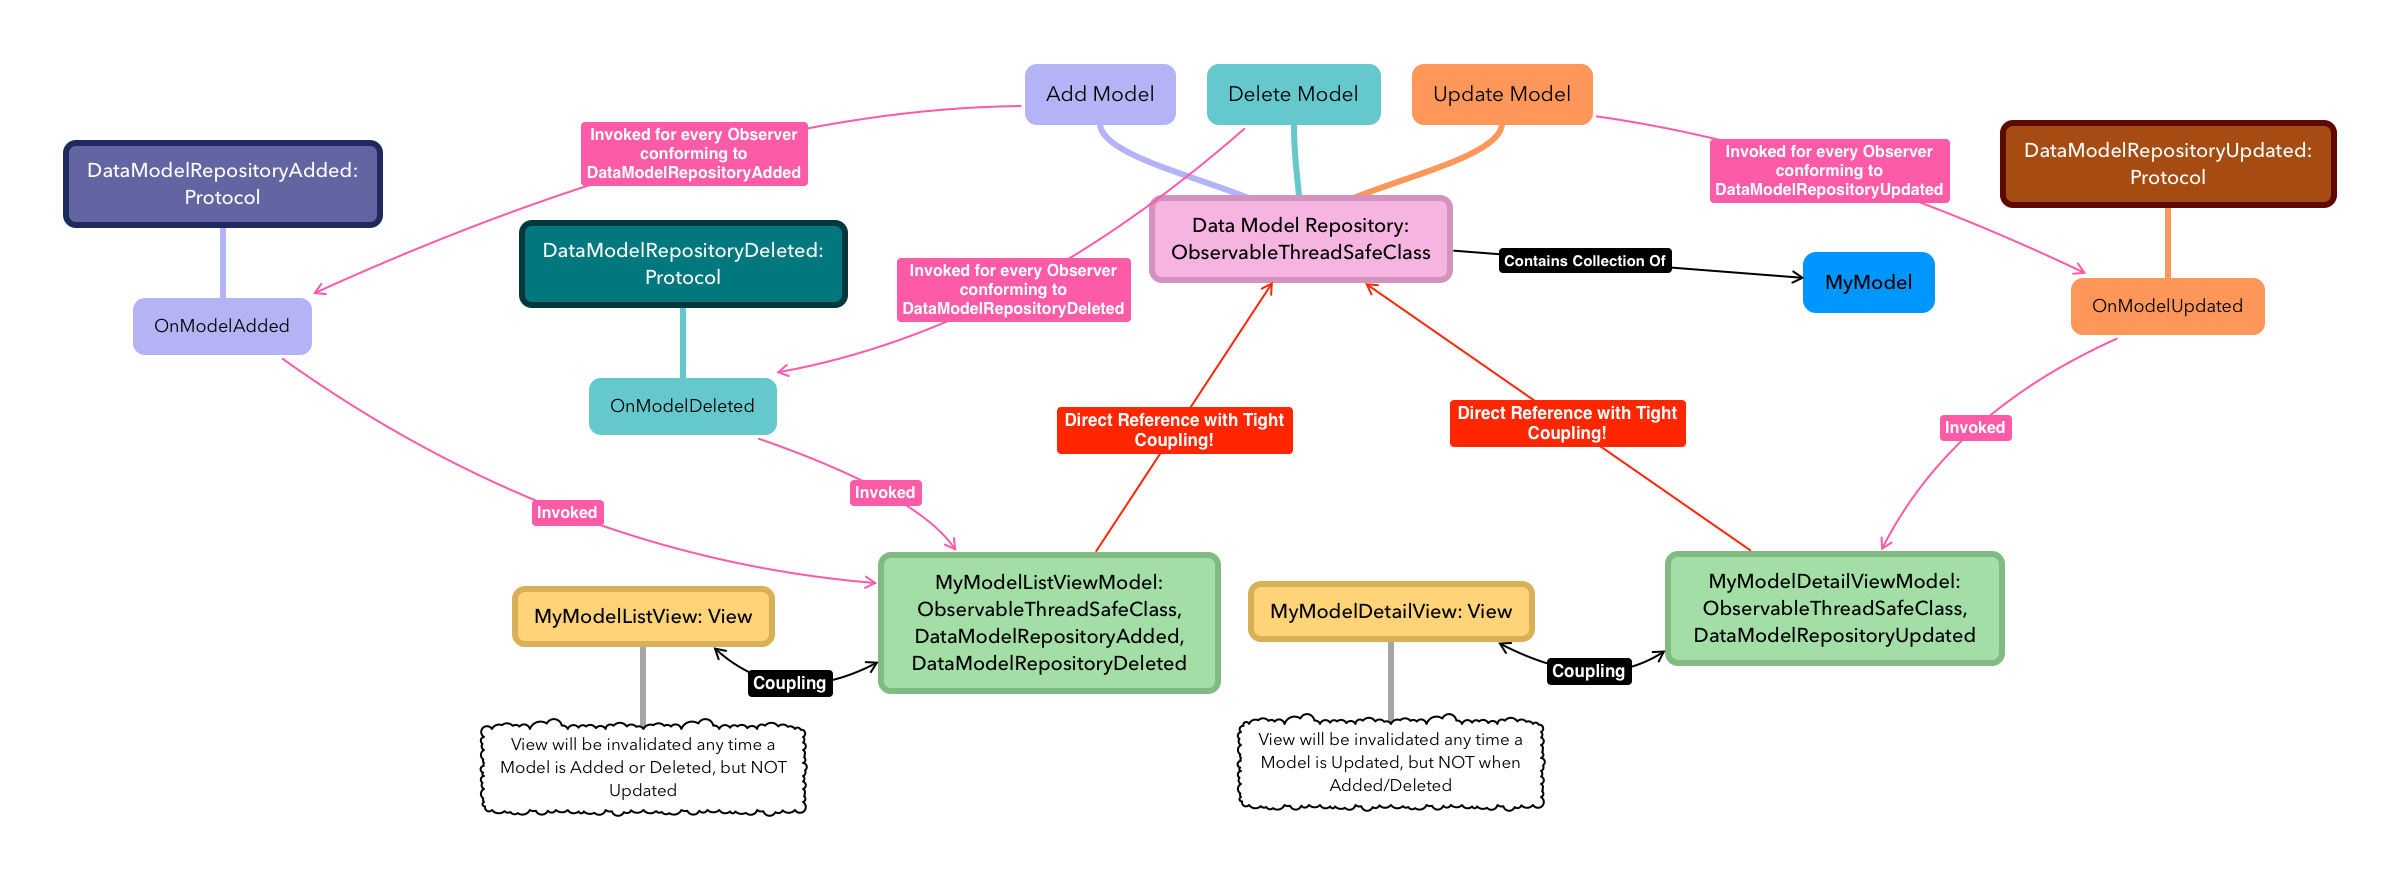 Add Model
Delete Model
Update Model
Invoked for every Observer
conforming to
DataModelRepositoryAdded
Invoked for every Observer
conforming to
DataModelRepositoryUpdated
DataModelRepositoryAdded:
Protocol
DataModelRepositoryUpdated:
Protocol
DataModelRepositoryDeleted:
Protocol
Data Model Repository:
ObservableThreadSafeClass
Contains Collection Of
MyModel
Invoked for every Observer
conforming to
DataModelRepositoryDeleted
OnModelAdded
OnModelUpdated
OnModelDeleted
Direct Reference with Tight
Coupling!
Direct Reference with Tight
Coupling!
Invoked
Invoked
Invoked
MyModelListView: View
MyModelListViewModel:
ObservableThreadSafeClass,
DataModelRepositoryAdded,
DataModelRepositoryDeleted
MyModelDetailView: View
MyModelDetailViewModel:
ObservableThreadSafeClass,
DataModelRepositoryUpdated
Coupling
Coupling
View will be invalidated any time a
Model is Added or Deleted, but NOT
Updated
View will be invalidated any time a
Model is Updated, but NOT when
Added/Deleted